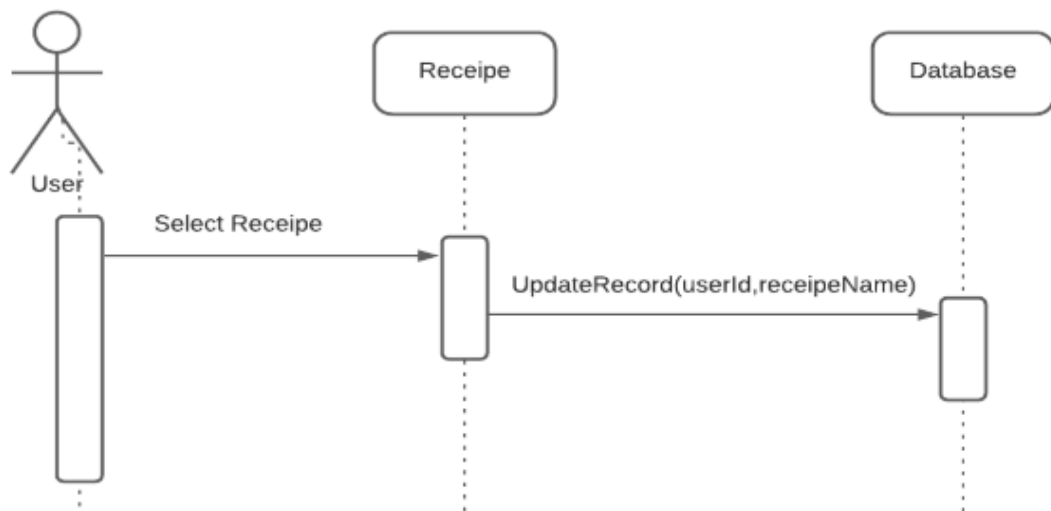 Receipe
Database
User
Select Receipe
UpdateRecord(userId,receipeName)